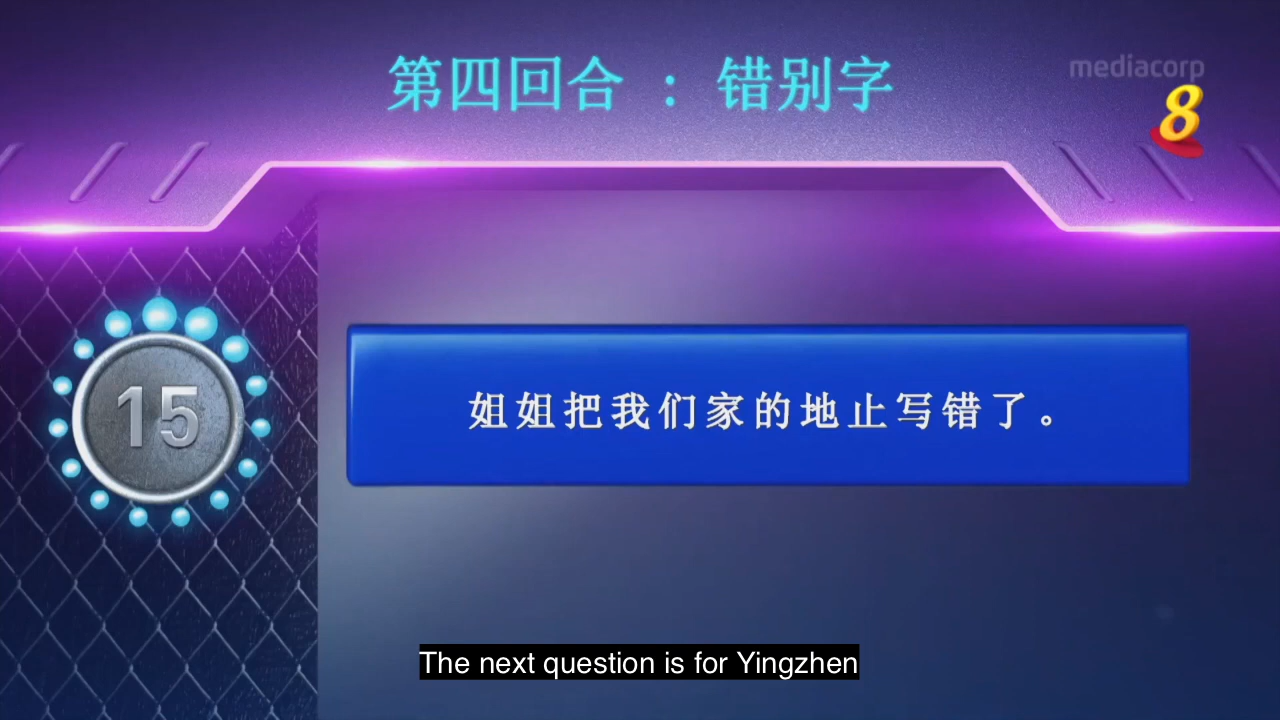 第四回合：错别字
mediacorp
8
15
姐姐把我们家的地止写错了。
The next question is for Yingzhen